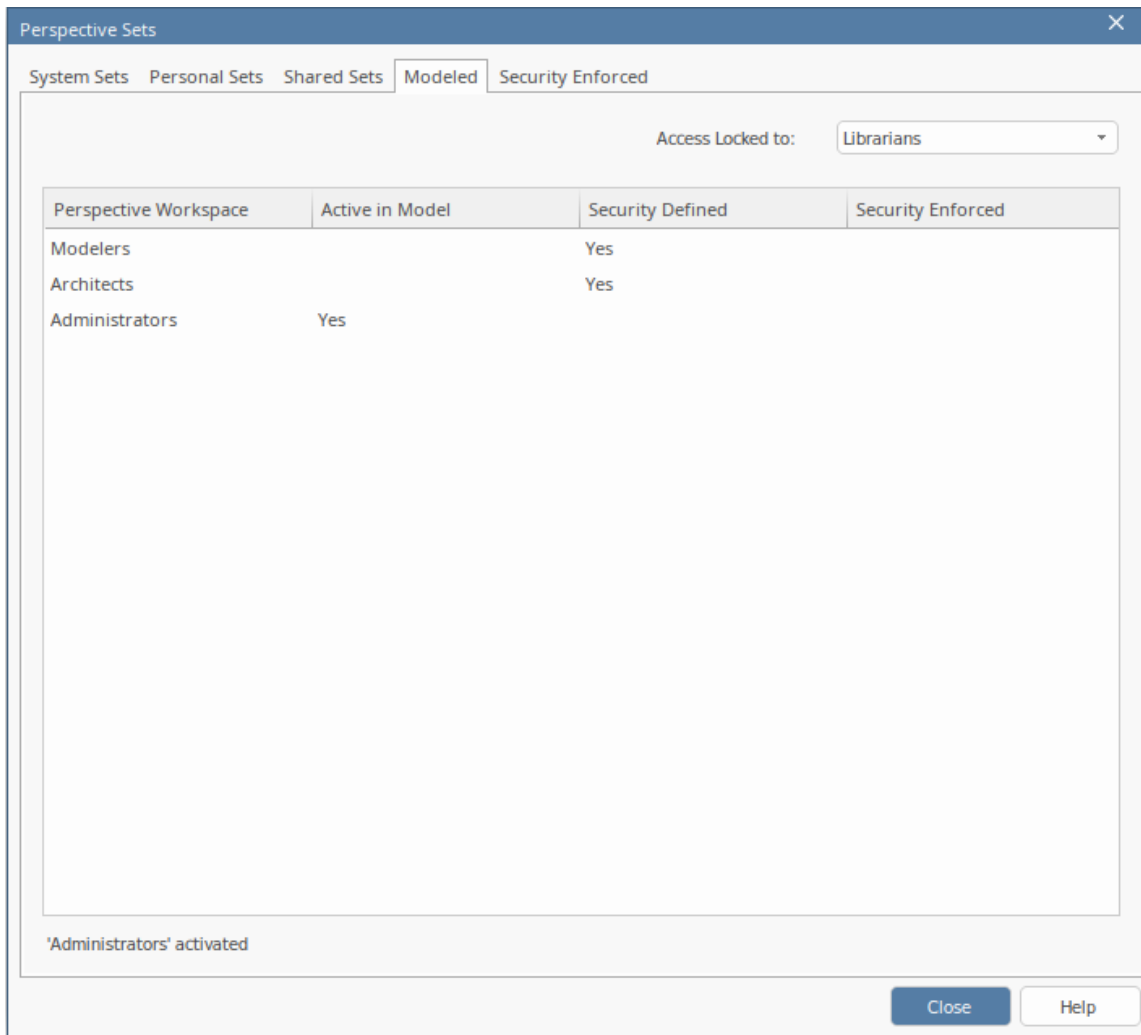 Perspective Sets
System Sets Personal Sets Shared Sets Modeled Security Enforced
Access Locked to: Librarians
Perspective Workspace Active in Model Security Defined Security Enforced
Modelers Yes
Architects Yes
Administrators Yes
'Administrators' activated
Close Help